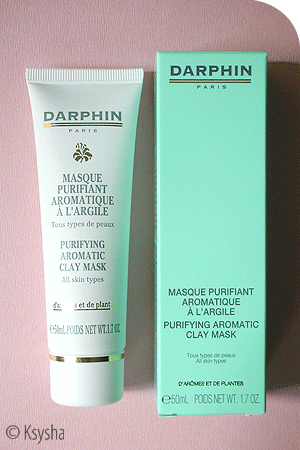 DARPHIN
PARIS
MASQUE
PURIFIANT
AROMATIQUE
À L'ARGILE
Tous types de peaux
PURIFYING
AROMATIC
CLAY MASK
All skin types
et de plant
℮50mL POIDS NET WT.1.7 OZ.
DARPHIN
PARIS
MASQUE PURIFIANT
AROMATIQUE
À L'ARGILE
PURIFYING AROMATIC
CLAY MASK
Tous types de peaux
All skin types
D'ARÔMES ET DE PLANTES
℮50mL POIDS NET WT. 1.7 OZ.
© Ksysha